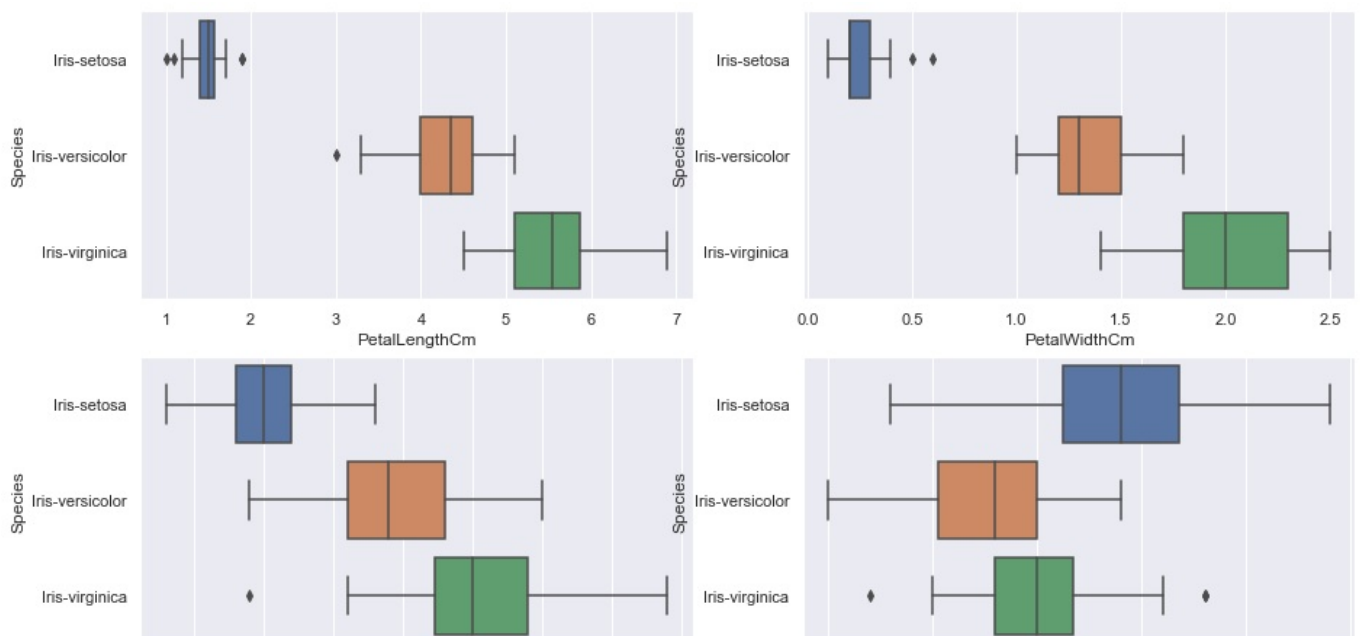 Iris-setosa
Iris-versicolor
Iris-virginica
Species
1 2 3 4 5 6 7
PetalLengthCm
Iris-setosa
Iris-versicolor
Iris-virginica
Species
0.0 0.5 1.0 1.5 2.0 2.5
PetalWidthCm
Iris-setosa
Iris-versicolor
Iris-virginica
Species
Iris-setosa
Iris-versicolor
Iris-virginica
Species